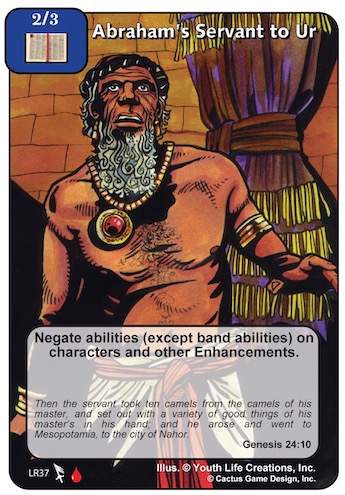 2/3
Abraham's Servant to Ur
Negate abilities (except band abilities) on
characters and other Enhancements.
Then the servant took ten camels from the camels of his
master, and set out with a variety of good things of his
master's in his hand; and he arose and went to
Mesopotamia, to the city of Nahor.
Genesis 24:10
LR37
Illus. © Youth Life Creations, Inc.
© Cactus Game Design, Inc.